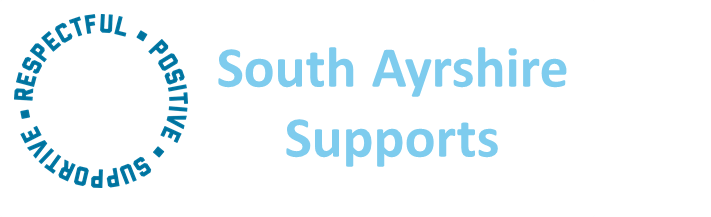 RESPECTFUL ▪ POSITIVE ▪ SUPPORTIVE ▪
South Ayrshire
Supports